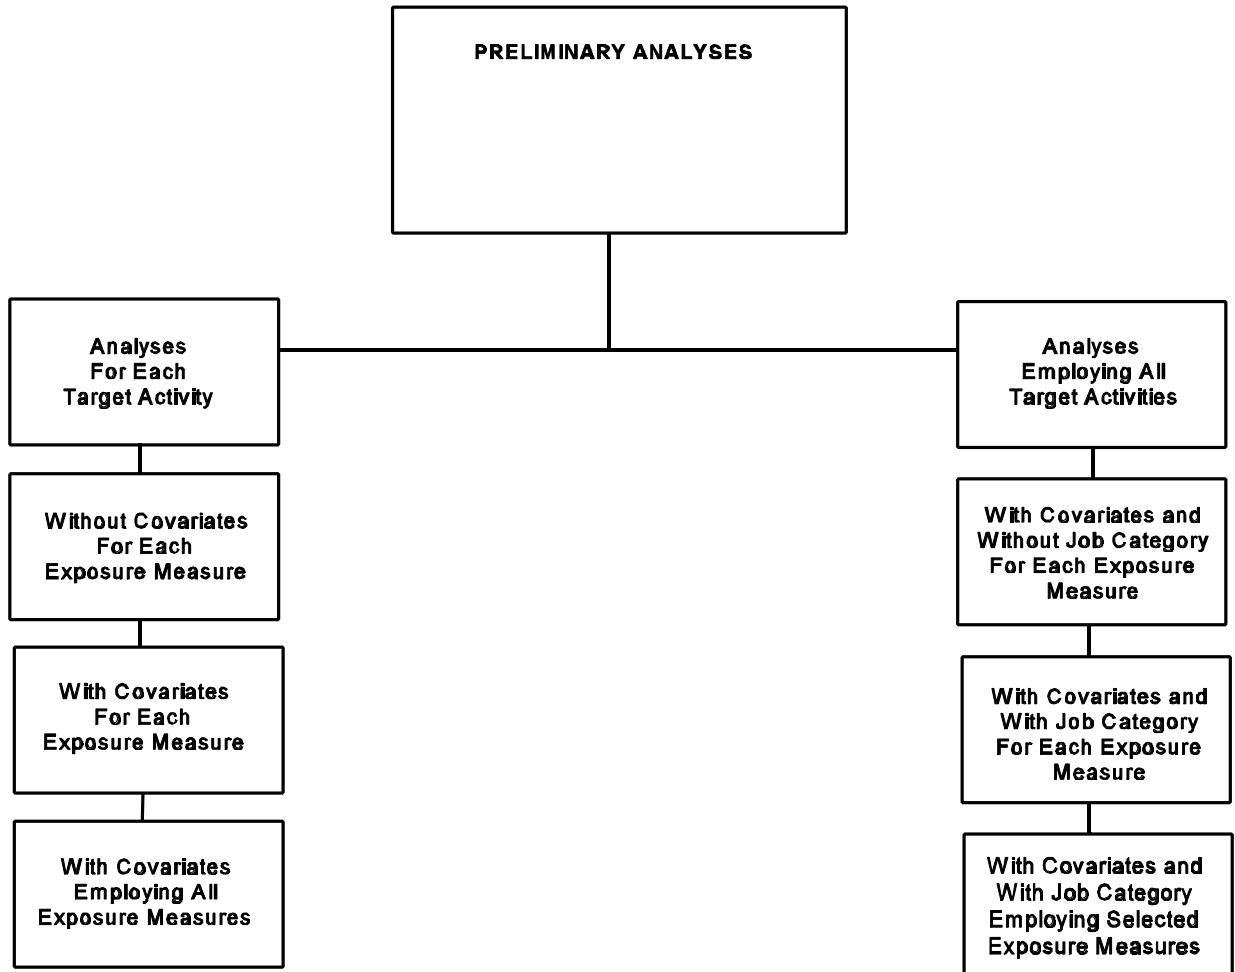 PRELIMINARY ANALYSES
Analyses
For Each
Target Activity
Without Covariates
For Each
Exposure Measure
With Covariates
For Each
Exposure Measure
With Covariates
Employing All
Exposure Measures
Analyses
Employing All
Target Activities
With Covariates and
Without Job Category
For Each Exposure
Measure
With Covariates and
With Job Category
For Each Exposure
Measure
With Covariates and
With Job Category
Employing Selected
Exposure Measures